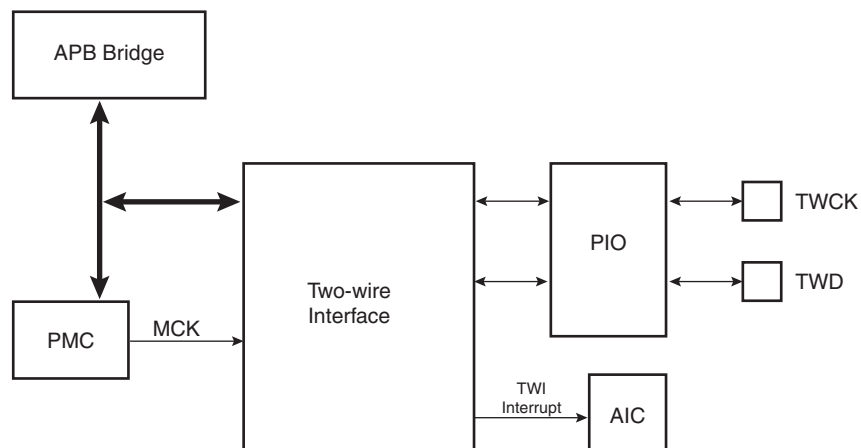 APB Bridge
TWCK
PIO
TWD
Two-wire
Interface
PMC
MCK
TWI
Interrupt
AIC